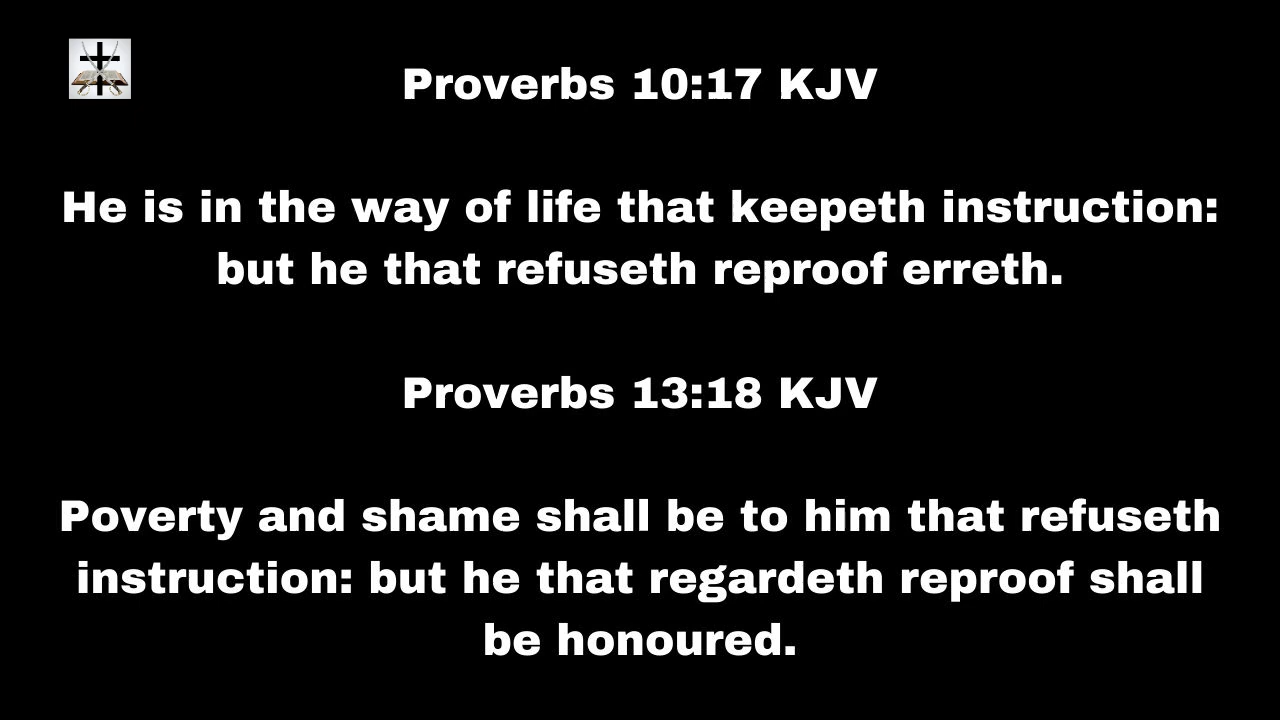 Proverbs 10:17 KJV
He is in the way of life that keepeth instruction:
but he that refuseth reproof erreth.
Proverbs 13:18 KJV
Poverty and shame shall be to him that refuseth
instruction: but he that regardeth reproof shall
be honoured.